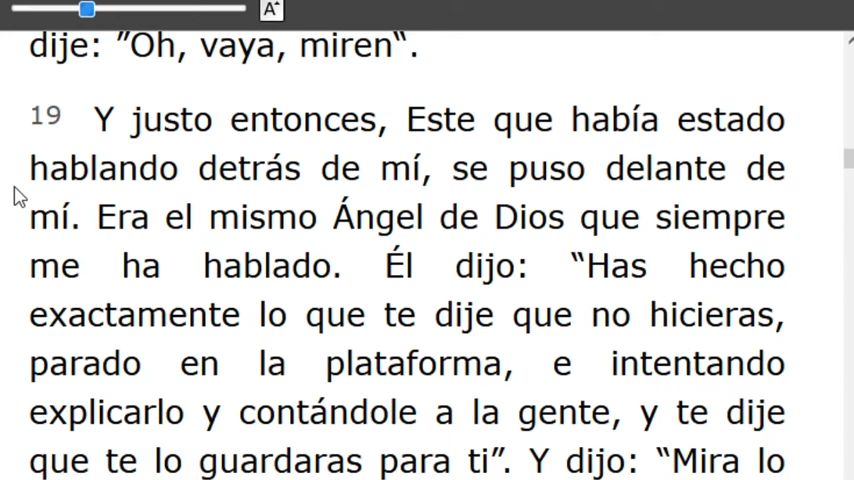 A
dije: ”Oh, vaya, miren“.
19 Y justo entonces, Este que había estado
hablando detrás de mí, se puso delante de
mí. Era el mismo Ángel de Dios que siempre
me ha hablado. Él dijo: “Has hecho
exactamente lo que te dije que no hicieras,
parado en la plataforma, e intentando
explicarlo y contándole a la gente, y te dije
que te lo guardaras para ti”. Y dijo: “Mira lo